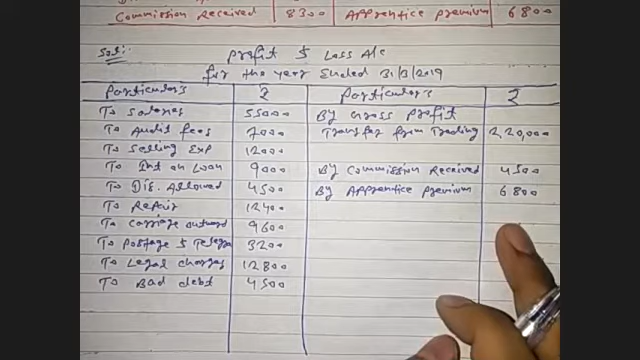 Commission Received 8300 Apprentice premium 6800
Sol:-
Profit & Loss A/c
for the year Ended 31/3/2019
Particulars ₹ Particulars ₹
To Salaries 55000 By Gross Profit
To Audit fees 7000 Transfar from Trading 2,20,000
To Selling Exp 12000
To Int on Loan 9000 By Commission Received 4500
To Dis. Allowed 4500 By Apprentice premium 6800
To Repair 12400
To Carriage outward 9600
To Postage & Telegra 3200
To Legal charges 12800
To Bad debt 4500